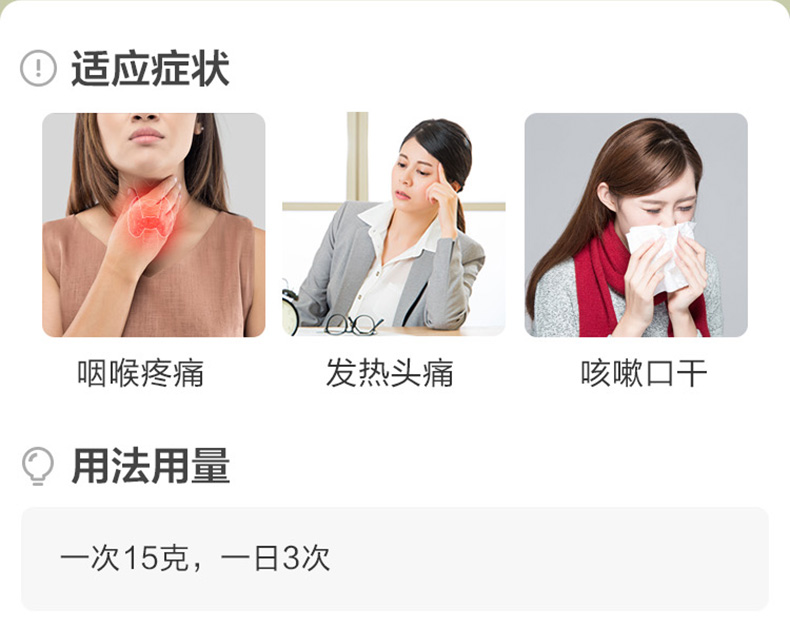 适应症状
咽喉疼痛
发热头痛
咳嗽口干
用法用量
一次15克，一日3次